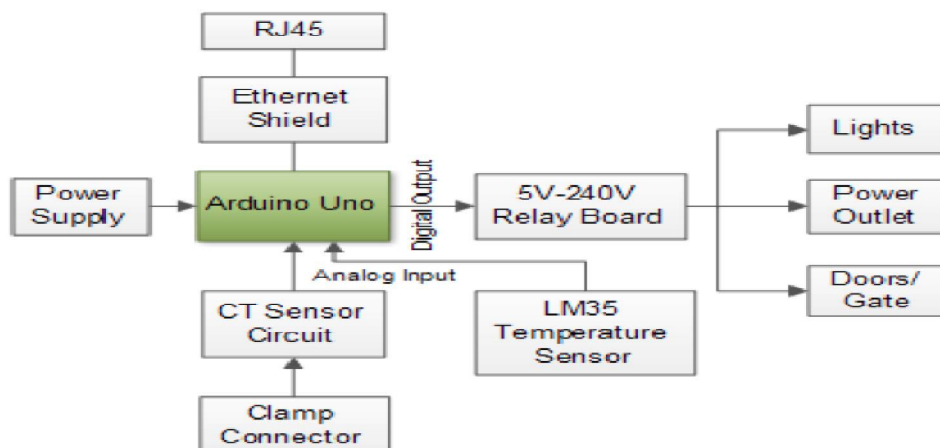 RJ45
Ethernet
Shield
Power
Supply
Arduino Uno
Digital Output
5V-240V
Relay Board
Lights
Power
Outlet
Doors/
Gate
Analog Input
CT Sensor
Circuit
LM35
Temperature
Sensor
Clamp
Connector